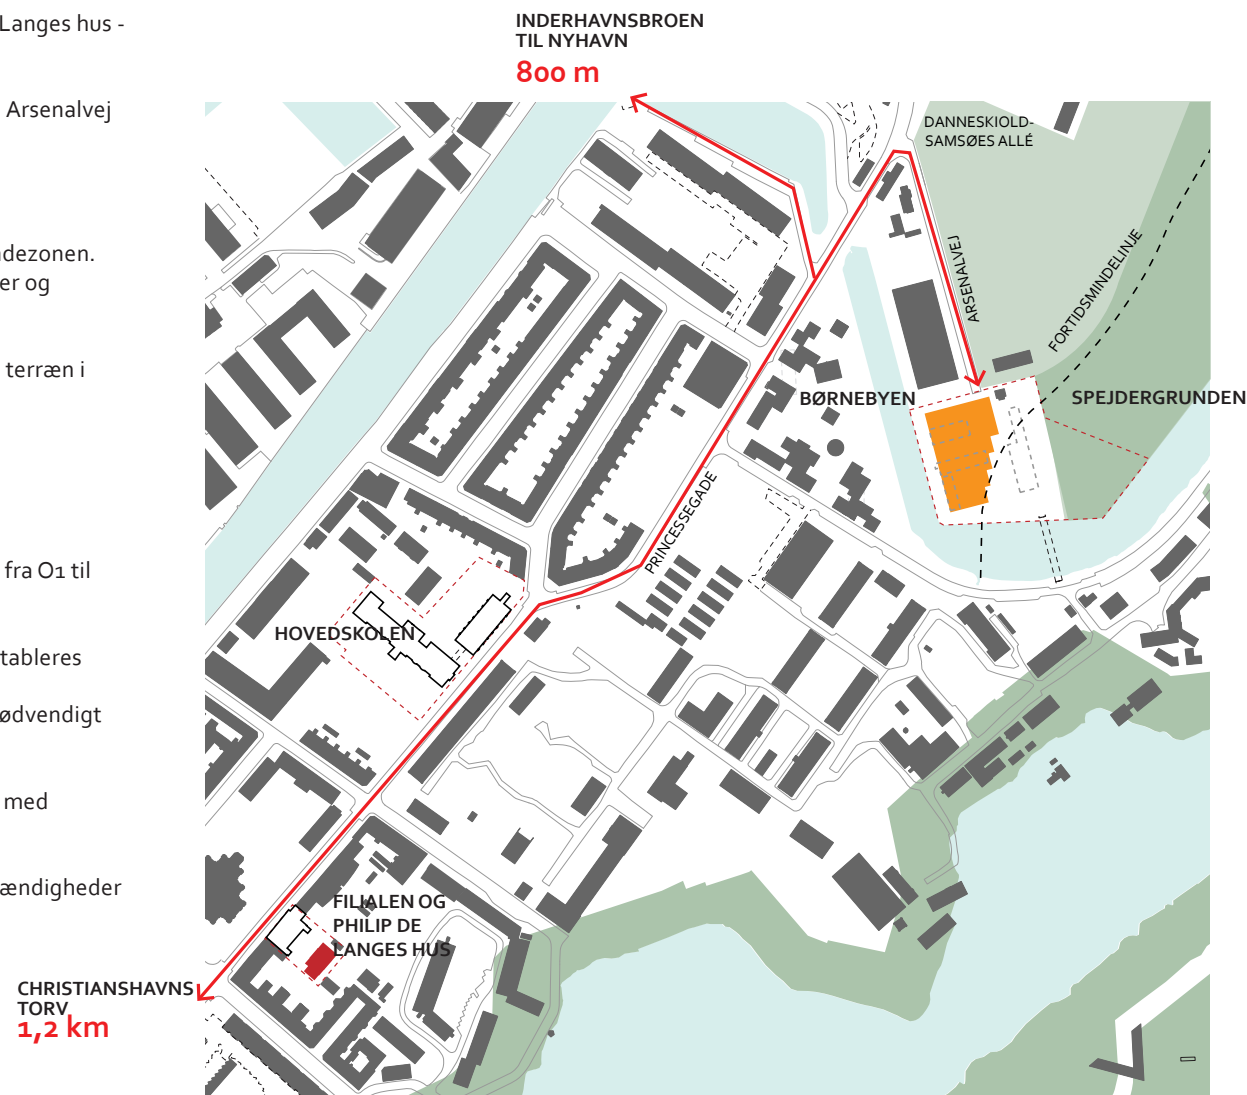 Langes hus -
Arsenalvej
dezonen.
er og
terræn i
fra O1 til
tableres
ødvendigt
med
ændigheder
INDERHAVNSBROEN
TIL NYHAVN
800 m
DANNESKIOLD-
SAMSØES ALLÉ
ARSENALVEJ
FORTIDSMINDELINJE
BØRNEBYEN
SPEJDERGRUNDEN
PRINCESSEGADE
HOVEDSKOLEN
FILIALEN OG
PHILIP DE
LANGES HUS
CHRISTIANSHAVNS
TORV
1,2 km